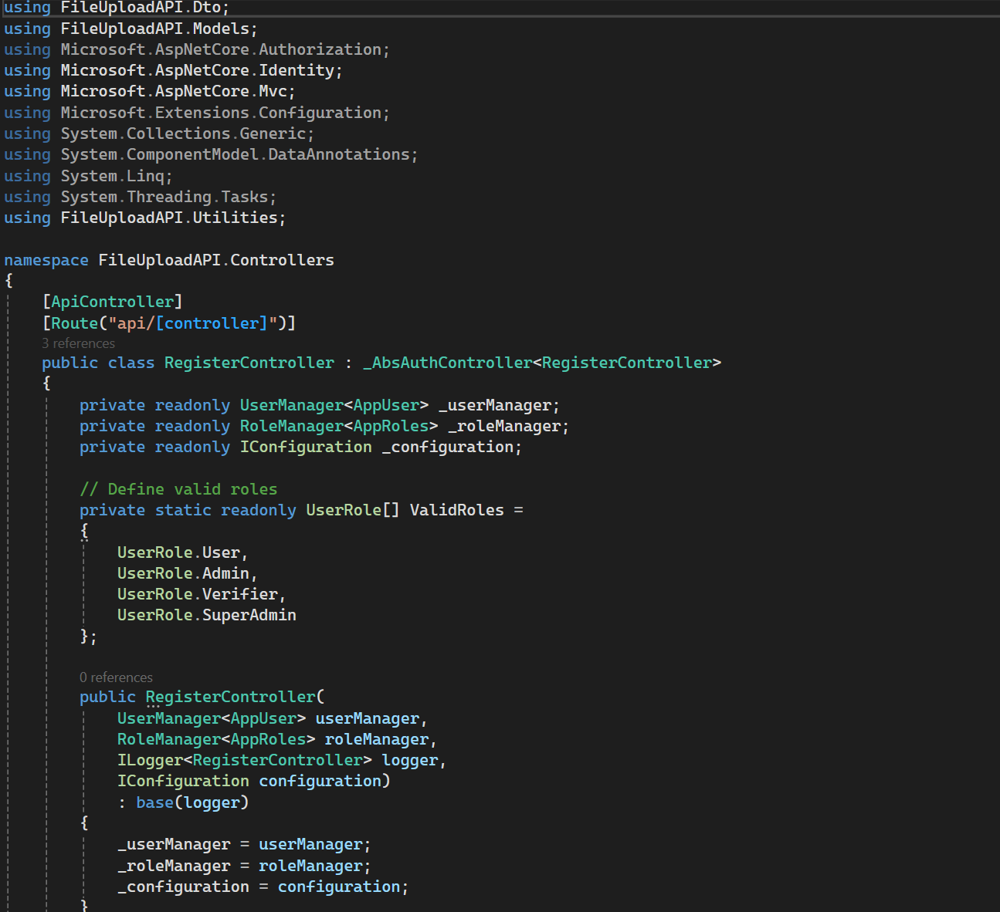 using FileUploadAPI.Dto;
using FileUploadAPI.Models;
using Microsoft.AspNetCore.Authorization;
using Microsoft.AspNetCore.Identity;
using Microsoft.AspNetCore.Mvc;
using Microsoft.Extensions.Configuration;
using System.Collections.Generic;
using System.ComponentModel.DataAnnotations;
using System.Linq;
using System.Threading.Tasks;
using FileUploadAPI.Utilities;

namespace FileUploadAPI.Controllers
{
    [ApiController]
    [Route("api/[controller]")]
    3 references
    public class RegisterController : _AbsAuthController<RegisterController>
    {
        private readonly UserManager<AppUser> _userManager;
        private readonly RoleManager<AppRoles> _roleManager;
        private readonly IConfiguration _configuration;

        // Define valid roles
        private static readonly UserRole[] ValidRoles =
        {
            UserRole.User,
            UserRole.Admin,
            UserRole.Verifier,
            UserRole.SuperAdmin
        };

        0 references
        public RegisterController(
            UserManager<AppUser> userManager,
            RoleManager<AppRoles> roleManager,
            ILogger<RegisterController> logger,
            IConfiguration configuration)
            : base(logger)
        {
            _userManager = userManager;
            _roleManager = roleManager;
            _configuration = configuration;
        }